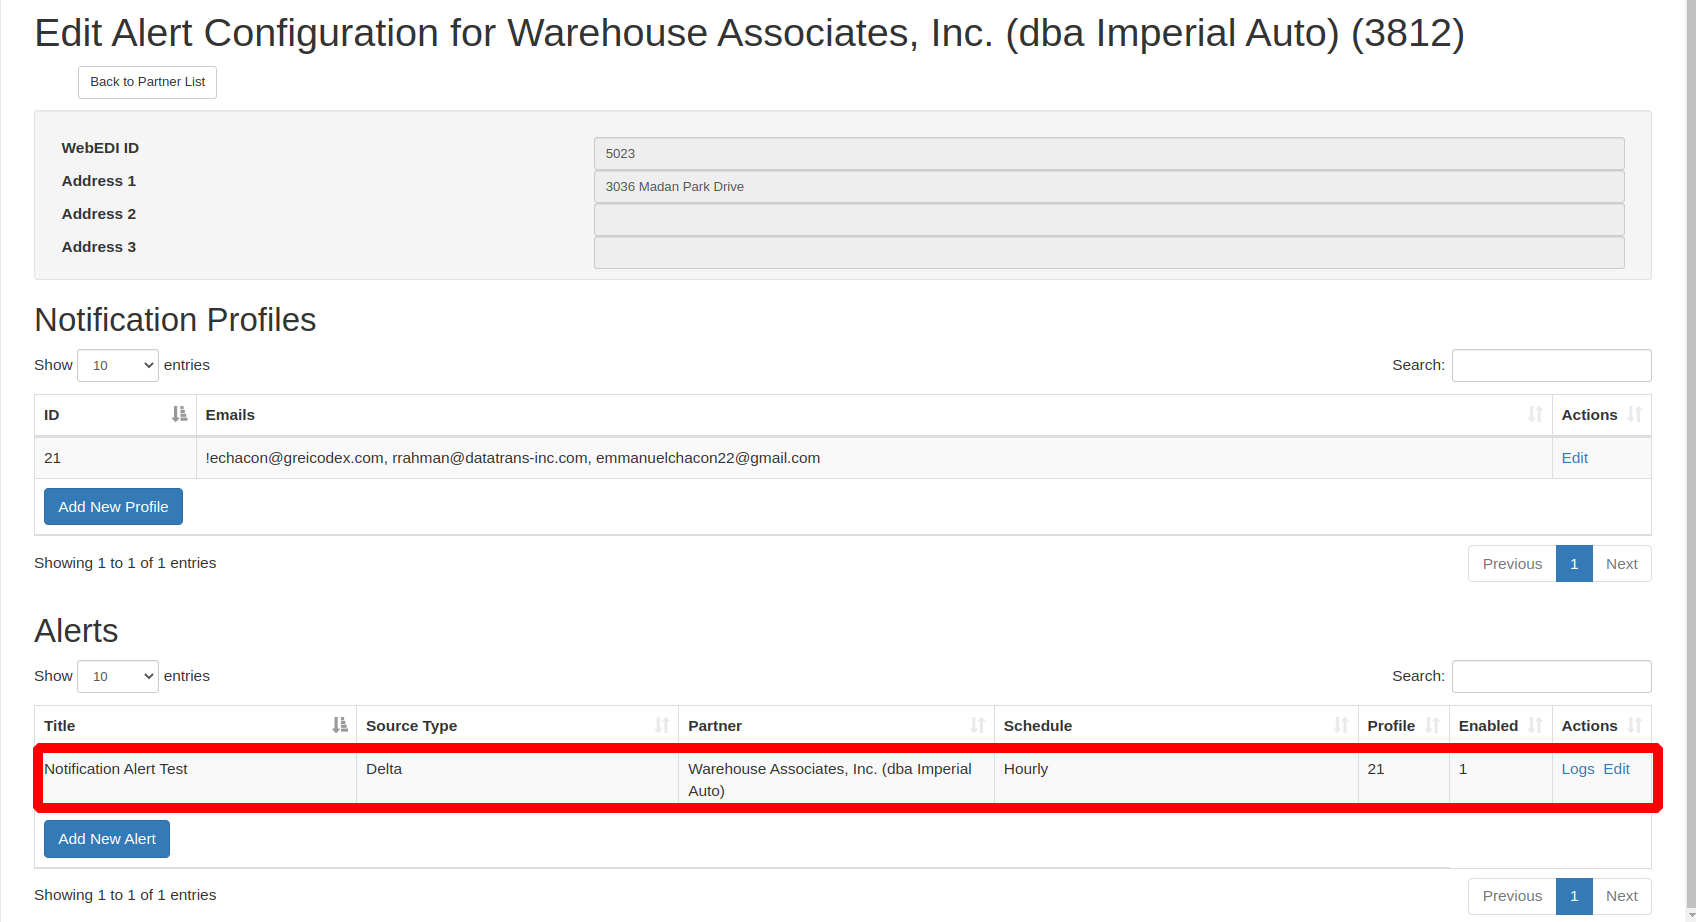 Edit Alert Configuration for Warehouse Associates, Inc. (dba Imperial Auto) (3812)
Back to Partner List
WebEDI ID 5023
Address 1 3036 Madan Park Drive
Address 2
Address 3
Notification Profiles
Show 10 entries Search:
ID Emails Actions
21 !echacon@greicodex.com, rrahman@datatrans-inc.com, emmanuelchacon22@gmail.com Edit
Add New Profile
Showing 1 to 1 of 1 entries Previous 1 Next
Alerts
Show 10 entries Search:
Title Source Type Partner Schedule Profile Enabled Actions
Notification Alert Test Delta Warehouse Associates, Inc. (dba Imperial Hourly 21 1 Logs Edit
Auto)
Add New Alert
Showing 1 to 1 of 1 entries Previous 1 Next